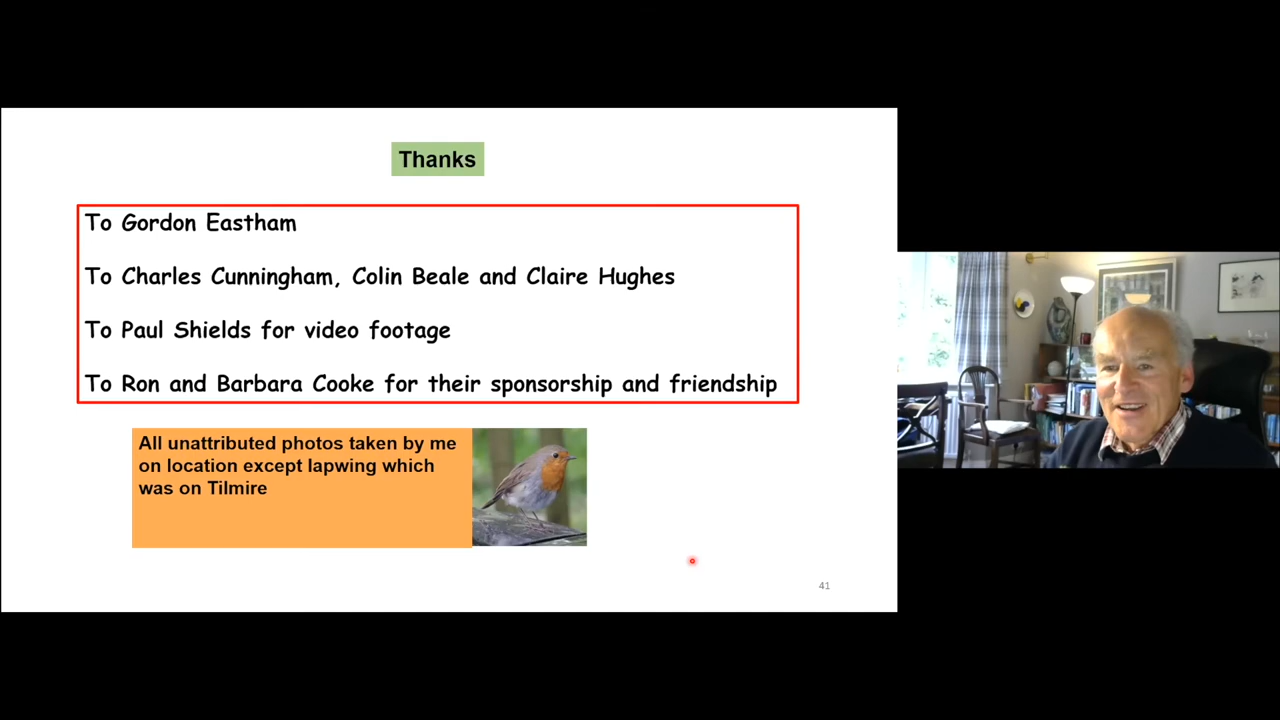 Thanks
To Gordon Eastham
To Charles Cunningham, Colin Beale and Claire Hughes
To Paul Shields for video footage
To Ron and Barbara Cooke for their sponsorship and friendship
All unattributed photos taken by me
on location except lapwing which
was on Tilmire
41